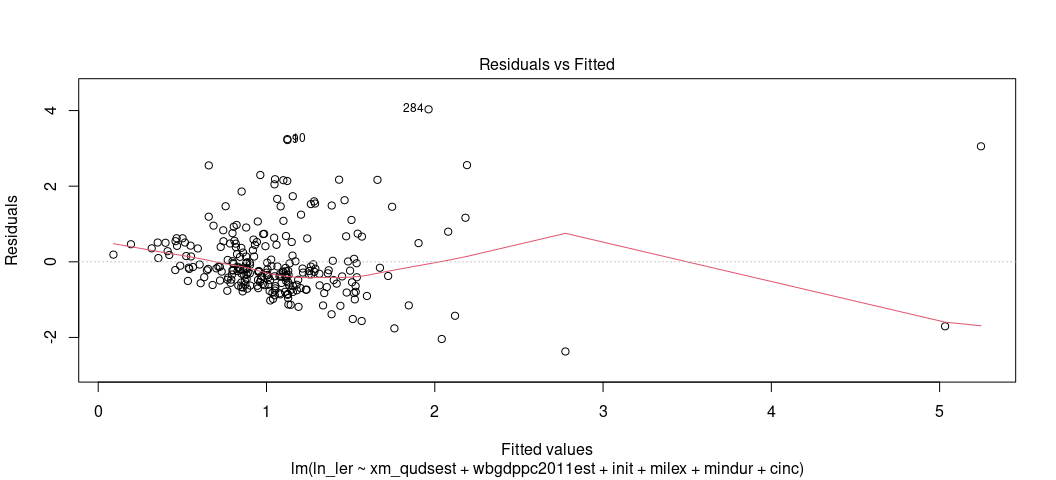 Residuals vs Fitted
Residuals
4
2
0
-2
284
0 1 2 3 4 5
Fitted values
lm(ln_ler ~ xm_qudsest + wbgdppc2011est + init + milex + mindur + cinc)